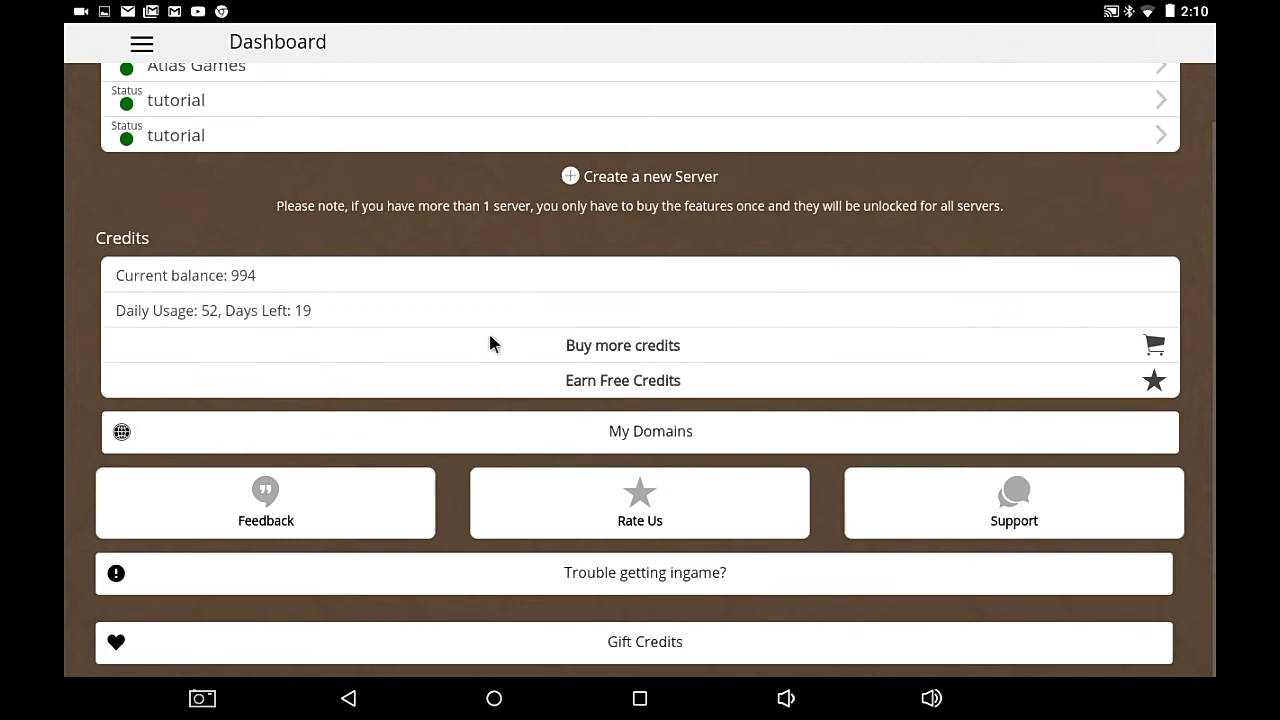 2:10
Dashboard
Atlas Games
Status
tutorial
Status
tutorial
Create a new Server
Please note, if you have more than 1 server, you only have to buy the features once and they will be unlocked for all servers.
Credits
Current balance: 994
Daily Usage: 52, Days Left: 19
Buy more credits
Earn Free Credits
My Domains
Feedback
Rate Us
Support
Trouble getting ingame?
Gift Credits